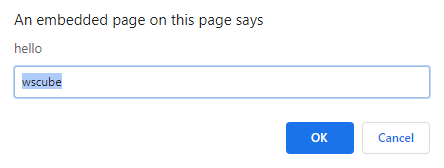 An embedded page on this page says
hello
wscube
OK Cancel